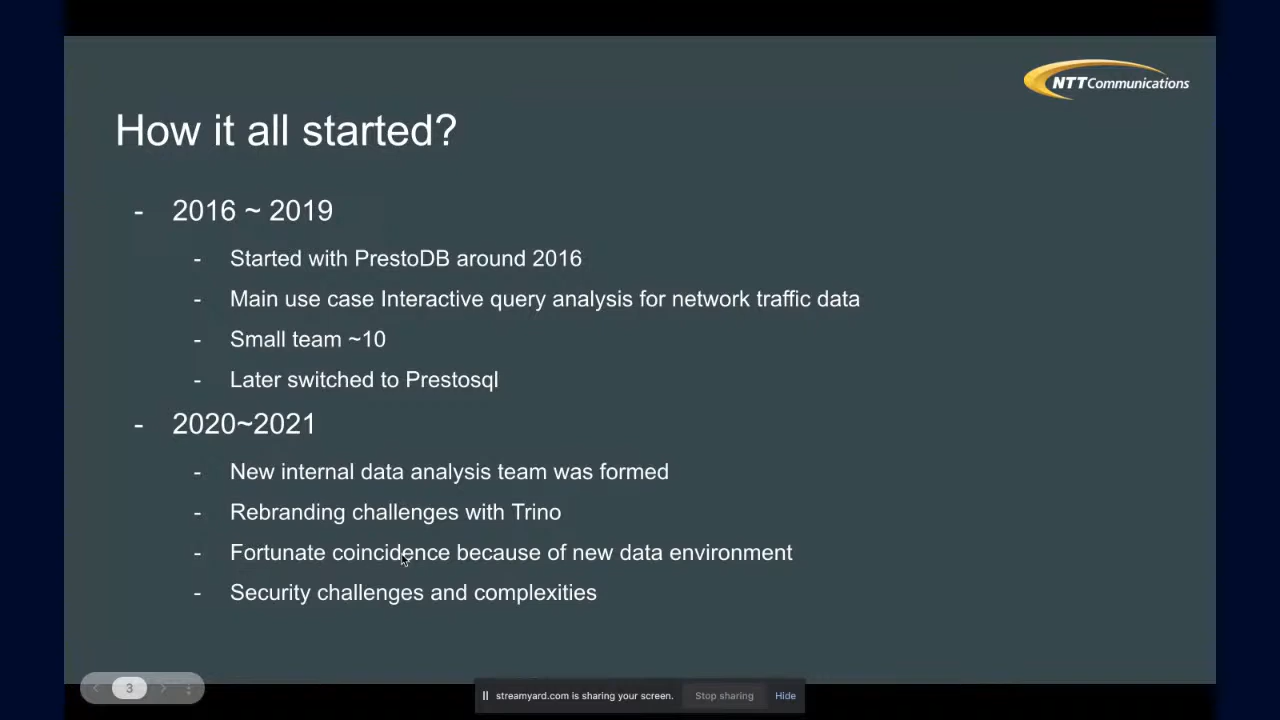 NTT Communications
How it all started?
- 2016 ~ 2019
- Started with PrestoDB around 2016
- Main use case Interactive query analysis for network traffic data
- Small team ~10
- Later switched to Prestosql
- 2020~2021
- New internal data analysis team was formed
- Rebranding challenges with Trino
- Fortunate coincidence because of new data environment
- Security challenges and complexities
3
streamyard.com is sharing your screen. Stop sharing Hide